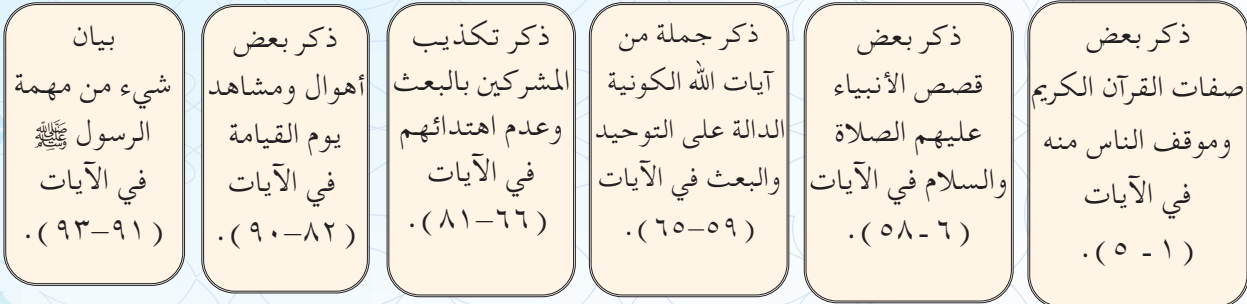 ذكر بعض
صفات القرآن الكريم
وموقف الناس منه
في الآيات
( ١ - ٥ ).
ذكر بعض
قصص الأنبياء
عليهم الصلاة
والسلام في الآيات
( ٦ - ٥٨ ).
ذكر جملة من
آيات الله الكونية
الدالة على التوحيد
والبعث في الآيات
( ٥٩–٦٥ ).
ذكر تكذيب
المشركين بالبعث
وعدم اهتدائهم
في الآيات
( ٦٦–٨١ ).
ذكر بعض
أهوال ومشاهد
يوم القيامة
في الآيات
( ٨٢–٩٠ ).
بيان
شيء من مهمة
الرسول ﷺ
في الآيات
( ٩١–٩٣ ).